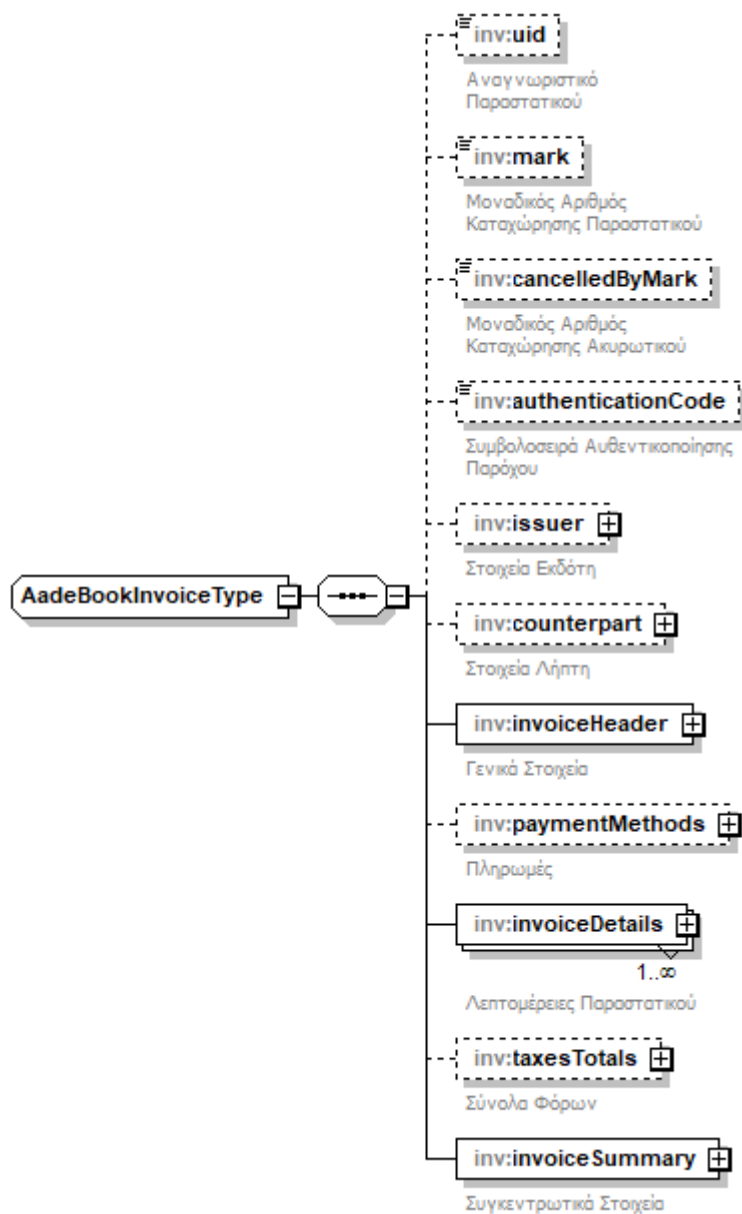 inv:uid
Αναγνωριστικό
Παραστατικού
inv:mark
Μοναδικός Αριθμός
Καταχώρησης Παραστατικού
inv:cancelledByMark
Μοναδικός Αριθμός
Καταχώρησης Ακυρωτικού
inv:authenticationCode
Συμβολοσειρά Αυθεντικοποίησης
Παρόχου
inv:issuer
Στοιχεία Εκδότη
AadeBookInvoiceType
inv:counterpart
Στοιχεία Λήπτη
inv:invoiceHeader
Γενικά Στοιχεία
inv:paymentMethods
Πληρωμές
inv:invoiceDetails
1..∞
Λεπτομέρειες Παραστατικού
inv:taxesTotals
Σύνολα Φόρων
inv:invoiceSummary
Συγκεντρωτικά Στοιχεία